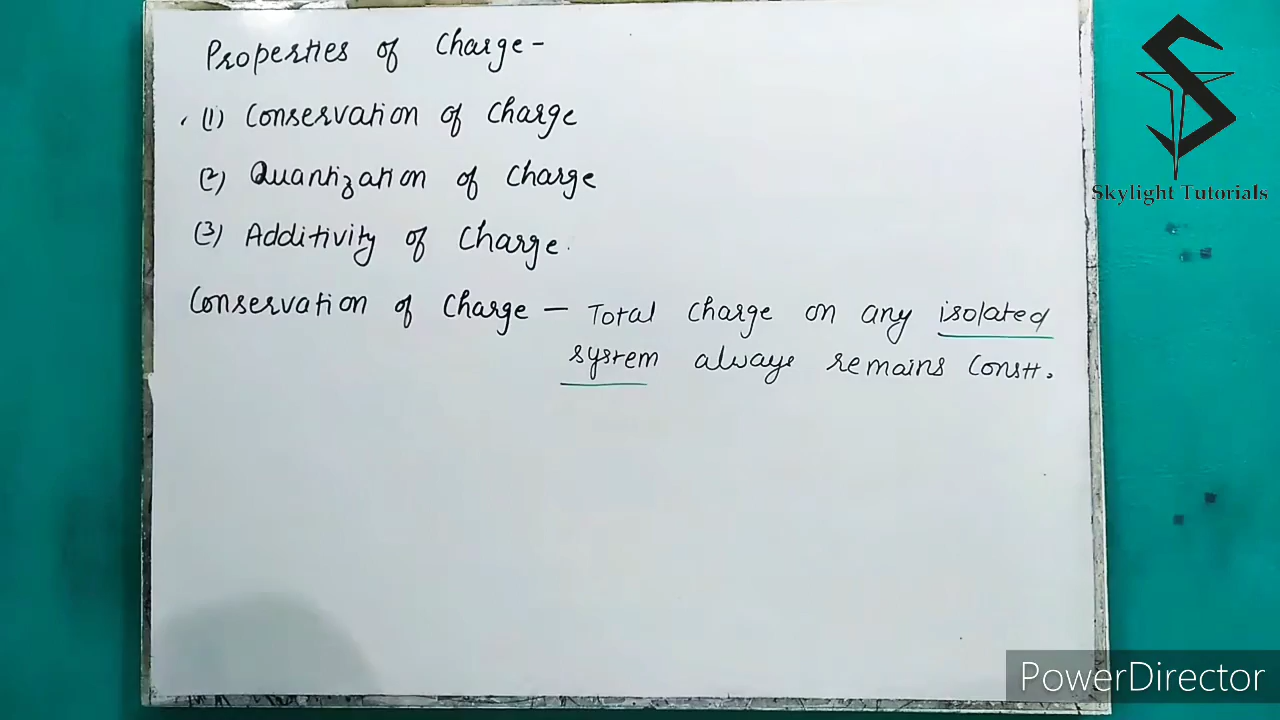 Properties of Charge-
(1) Conservation of Charge
(2) Quantization of Charge
(3) Additivity of Charge.
Conservation of Charge — Total charge on any isolated
system always remains Constt.
Skylight Tutorials
PowerDirector